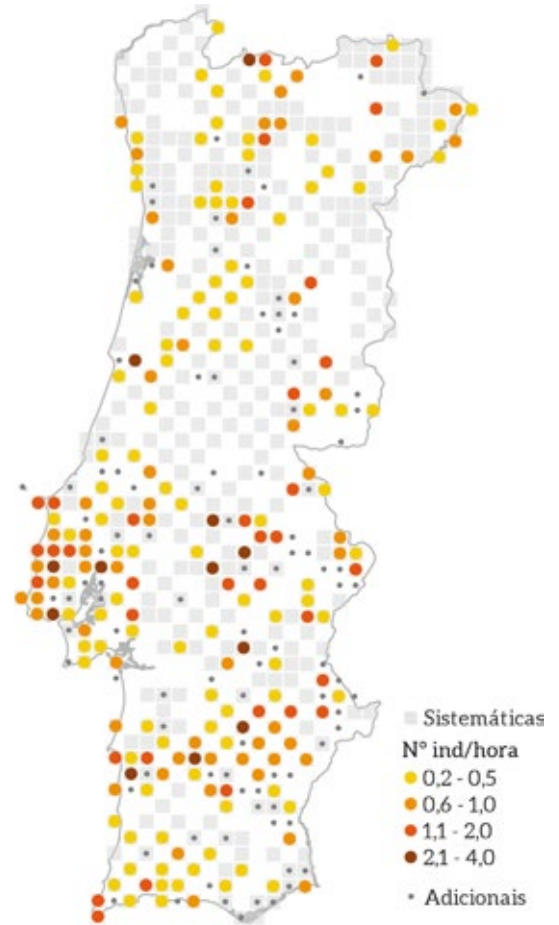 Sistemáticas
Nº ind/hora
0,2 - 0,5
0,6 - 1,0
1,1 - 2,0
2,1 - 4,0
Adicionais